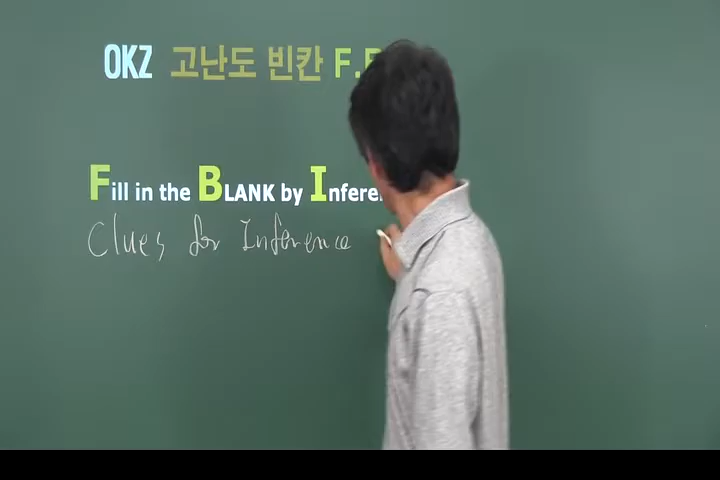 OKZ 고난도 빈칸 F.
Fill in the BLANK by Infere
Clues for Inference